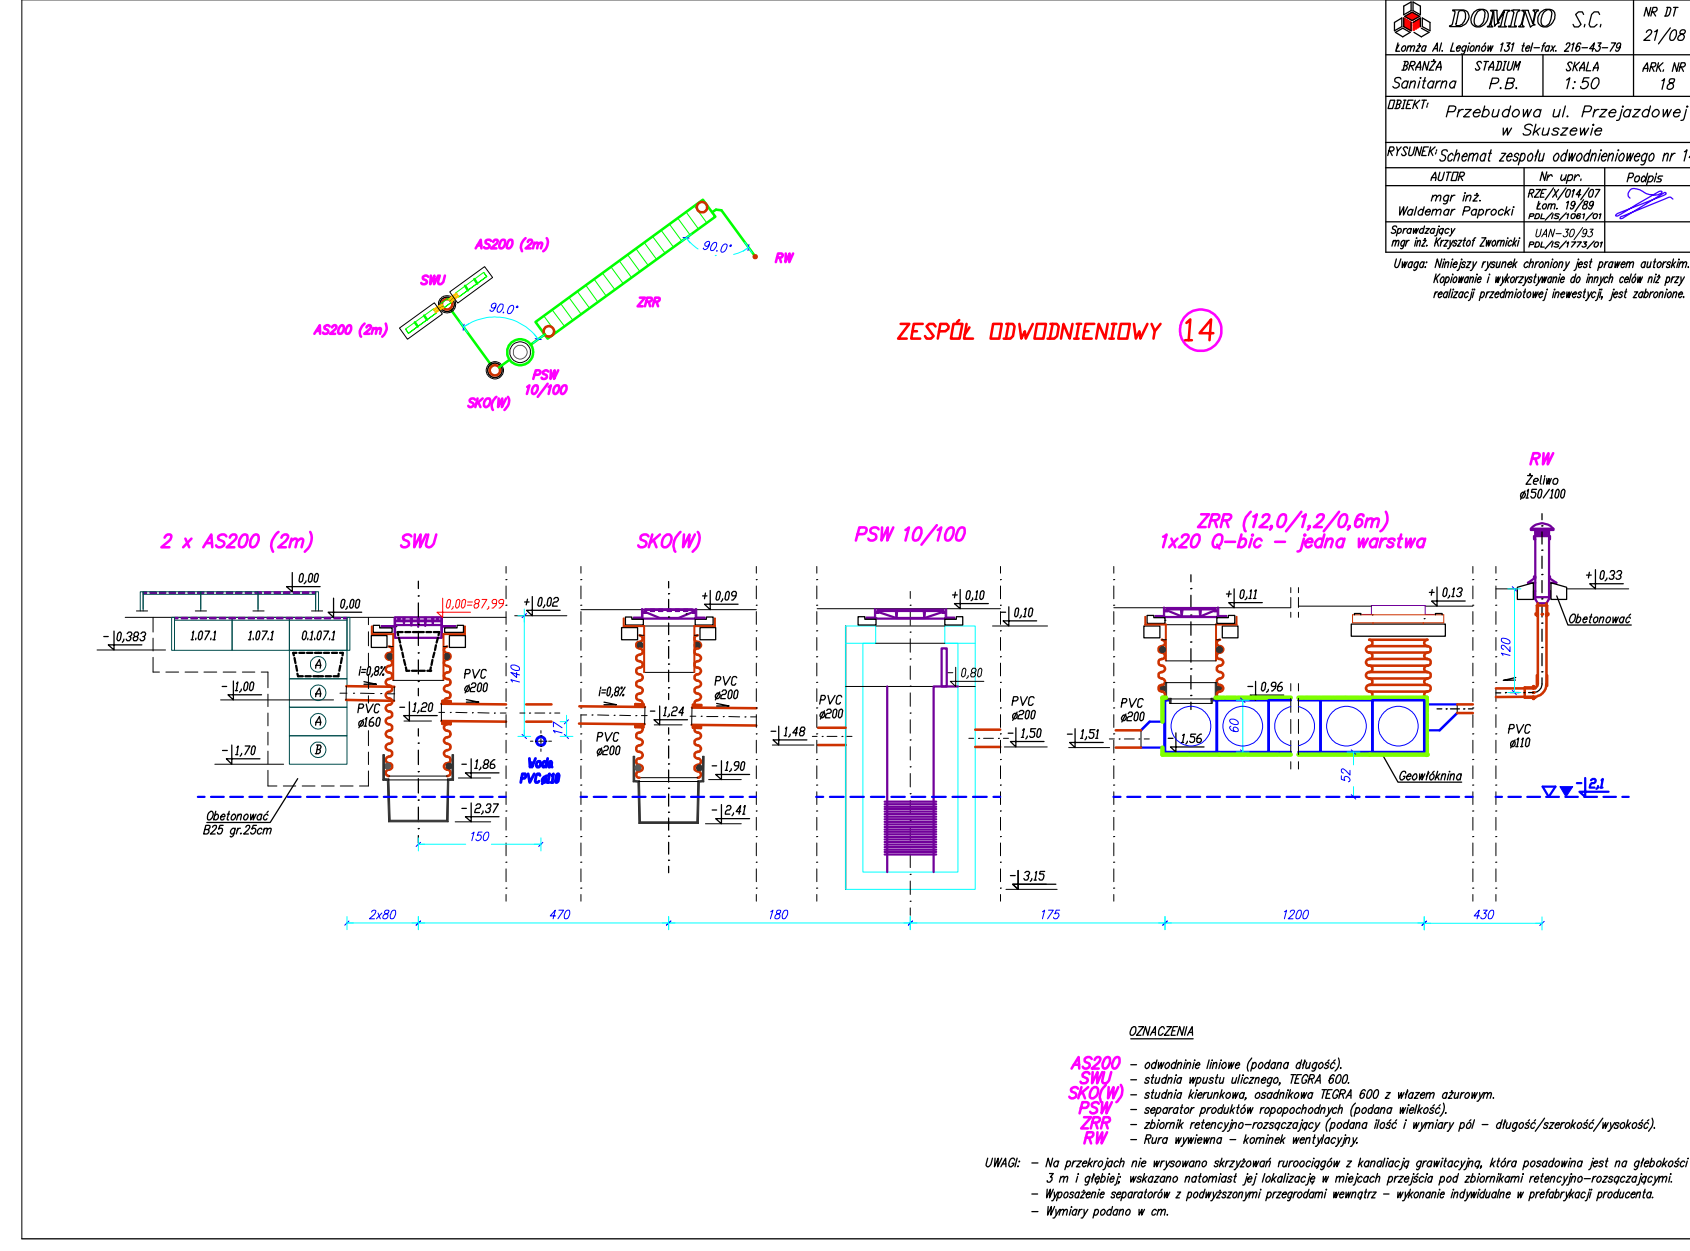 DOMINO S.C.
Łomża Al. Legionów 131 tel-fax. 216-43-79
NR DT
21/08
BRANŻA
Sanitarna
STADIUM
P.B.
SKALA
1:50
ARK. NR
18
OBIEKT:
Przebudowa ul. Przejazdowej
w Skuszewie
RYSUNEK: Schemat zespołu odwodnieniowego nr
AUTOR
Nr upr.
Podpis
mgr inż.
Waldemar Paprocki
RZE/X/014/07
Łom. 19/89
PDL/IS/1061/01
Sprawdzający
mgr inż. Krzysztof Zwornicki
UAN-30/93
PDL/IS/1773/01
Uwaga: Niniejszy rysunek chroniony jest prawem autorskim.
Kopiowanie i wykorzystywanie do innych celów niż przy
realizacji przedmiotowej inewestycji, jest zabronione.
AS200 (2m)
SWU
AS200 (2m)
90.0°
90.0°
RW
ZRR
PSW
10/100
SKO(W)
ZESPÓŁ ODWODNIENIOWY 14
2 x AS200 (2m)
SWU
SKO(W)
PSW 10/100
ZRR (12,0/1,2/0,6m)
1x20 Q-bic - jedna warstwa
RW
Żeliwo
ø150/100
0,00
0,00
0,00=87,99
+ 0,02
+ 0,09
+ 0,10
0,10
+ 0,11
+ 0,13
+ 0,33
Obetonować
- 0,383
1.07.1
1.07.1
0.1.07.1
A
A
A
B
i=0,8%
- 1,00
PVC
ø160
- 1,20
PVC
ø200
140
17
i=0,8%
PVC
ø200
- 1,24
PVC
ø200
- 1,48
PVC
ø200
- 0,80
PVC
ø200
- 1,50
- 1,51
PVC
ø200
- 1,56
- 0,96
60
52
120
PVC
ø110
- 1,70
- 1,86
- 2,37
Woda
PVCø110
- 1,90
- 2,41
- 3,15
Geowłóknina
- 2,1
Obetonować
B25 gr.25cm
150
2x80
470
180
175
1200
430
OZNACZENIA
AS200 - odwodninie liniowe (podana długość).
SWU - studnia wpustu ulicznego, TEGRA 600.
SKO(W) - studnia kierunkowa, osadnikowa TEGRA 600 z włazem ażurowym.
PSW - separator produktów ropopochodnych (podana wielkość).
ZRR - zbiornik retencyjno-rozsączający (podana ilość i wymiary pól - długość/szerokość/wysokość).
RW - Rura wywiewna - kominek wentylacyjny.
UWAGI: - Na przekrojach nie wrysowano skrzyżowań ruroociągów z kanaliacją grawitacyjną, która posadowina jest na głebokości
3 m i głębiej; wskazano natomiast jej lokalizację w miejcach przejścia pod zbiornikami retencyjno-rozsączającymi.
- Wyposażenie separatorów z podwyższonymi przegrodami wewnątrz - wykonanie indywidualne w prefabrykacji producenta.
- Wymiary podano w cm.